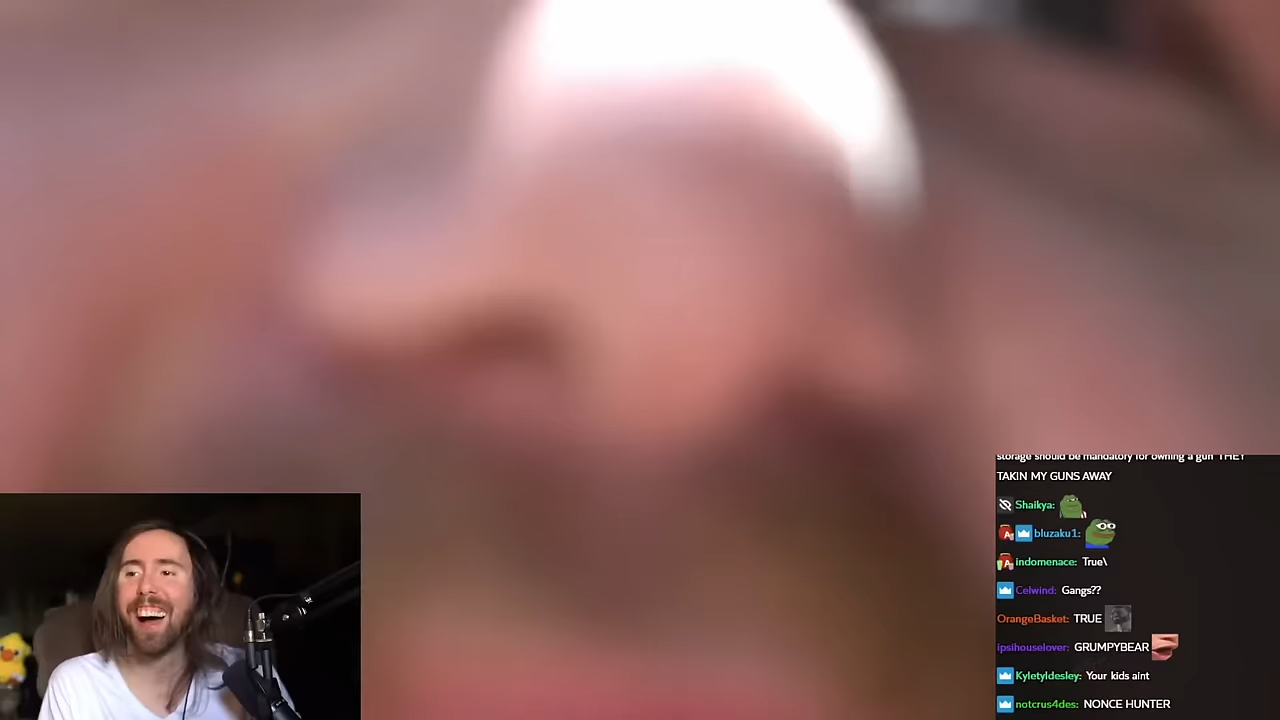 storage should be mandatory for owning a gun THEY
TAKIN MY GUNS AWAY
Shaikya:
bluzaku1:
indomenace: True\
Celwind: Gangs??
OrangeBasket: TRUE
ipsihouselover: GRUMPYBEAR
Kyletyldesley: Your kids aint
notcrus4des: NONCE HUNTER